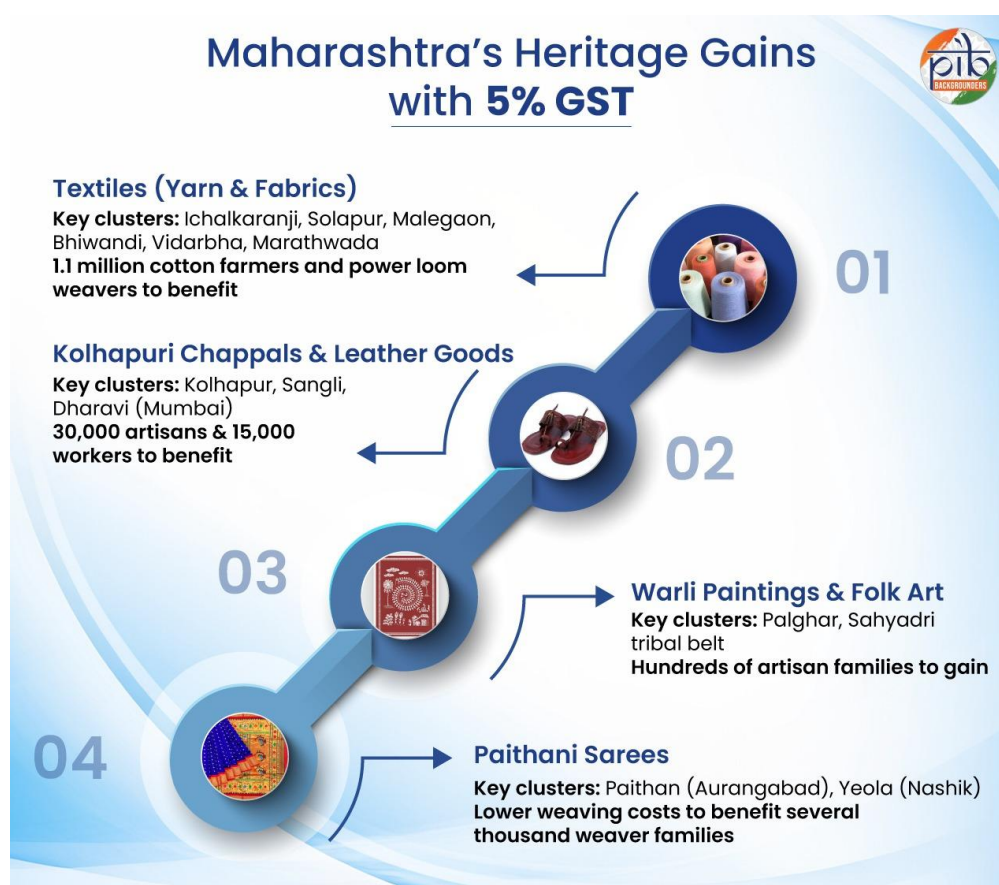 Maharashtra's Heritage Gains
with 5% GST
pib
BACKGROUNDERS
Textiles (Yarn & Fabrics)
Key clusters: Ichalkaranji, Solapur, Malegaon,
Bhiwandi, Vidarbha, Marathwada
1.1 million cotton farmers and power loom
weavers to benefit
01
Kolhapuri Chappals & Leather Goods
Key clusters: Kolhapur, Sangli,
Dharavi (Mumbai)
30,000 artisans & 15,000
workers to benefit
02
03
Warli Paintings & Folk Art
Key clusters: Palghar, Sahyadri
tribal belt
Hundreds of artisan families to gain
04
Paithani Sarees
Key clusters: Paithan (Aurangabad), Yeola (Nashik)
Lower weaving costs to benefit several
thousand weaver families